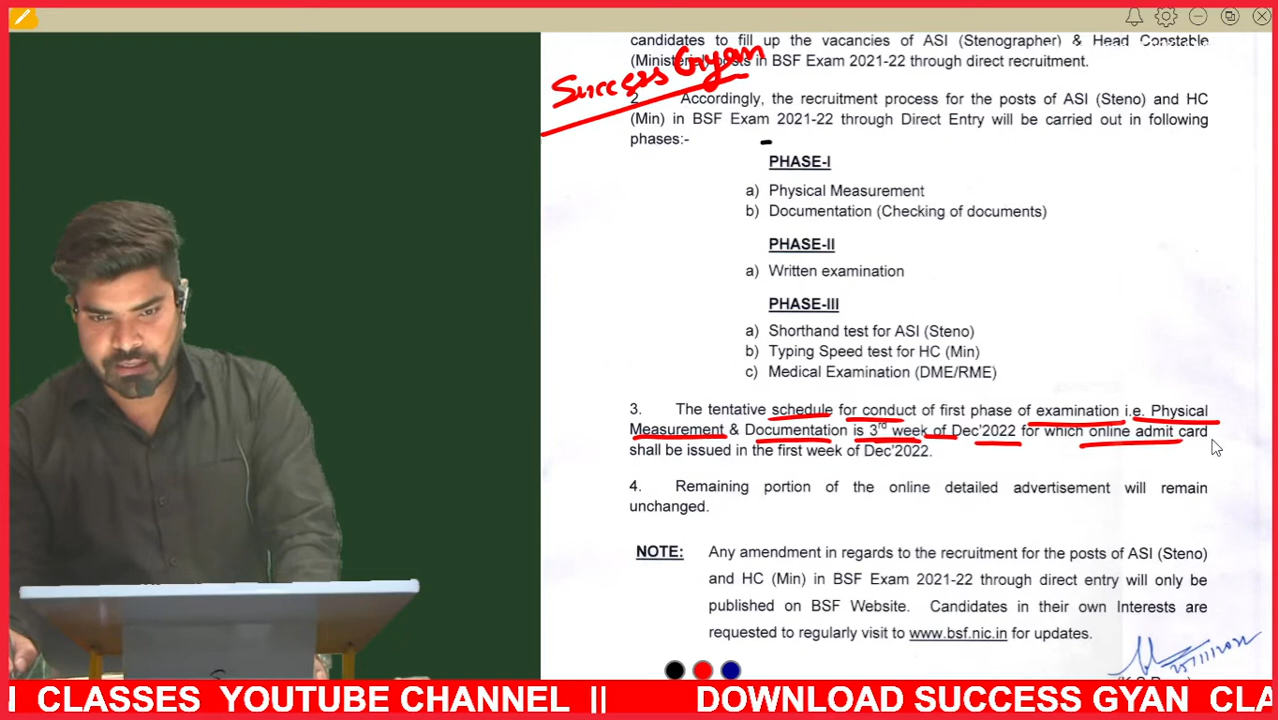 candidates to fill up the vacancies of ASI (Stenographer) & Head Constable
(Ministerial) posts in BSF Exam 2021-22 through direct recruitment.
Success Gyan
2. Accordingly, the recruitment process for the posts of ASI (Steno) and HC
(Min) in BSF Exam 2021-22 through Direct Entry will be carried out in following
phases:-
PHASE-I
a) Physical Measurement
b) Documentation (Checking of documents)
PHASE-II
a) Written examination
PHASE-III
a) Shorthand test for ASI (Steno)
b) Typing Speed test for HC (Min)
c) Medical Examination (DME/RME)
3. The tentative schedule for conduct of first phase of examination i.e. Physical
Measurement & Documentation is 3rd week of Dec'2022 for which online admit card
shall be issued in the first week of Dec'2022.
4. Remaining portion of the online detailed advertisement will remain
unchanged.
NOTE: Any amendment in regards to the recruitment for the posts of ASI (Steno)
and HC (Min) in BSF Exam 2021-22 through direct entry will only be
published on BSF Website. Candidates in their own Interests are
requested to regularly visit to www.bsf.nic.in for updates.
CLASSES YOUTUBE CHANNEL || DOWNLOAD SUCCESS GYAN CLA